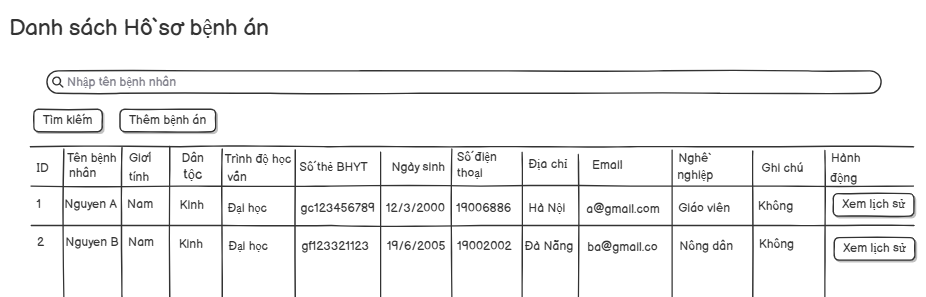 Danh sách Hồ sơ bệnh án
Nhập tên bệnh nhân
Tìm kiếm Thêm bệnh án
ID Tên bệnh nhân Giới tính Dân tộc Trình độ học vấn Số thẻ BHYT Ngày sinh Số điện thoại Địa chỉ Email Nghề nghiệp Ghi chú Hành động
1 Nguyen A Nam Kinh Đại học gc123456789 12/3/2000 19006886 Hà Nội a@gmail.com Giáo viên Không Xem lịch sử
2 Nguyen B Nam Kinh Đại học gf123321123 19/6/2005 19002002 Đà Nẵng ba@gmail.co Nông dân Không Xem lịch sử